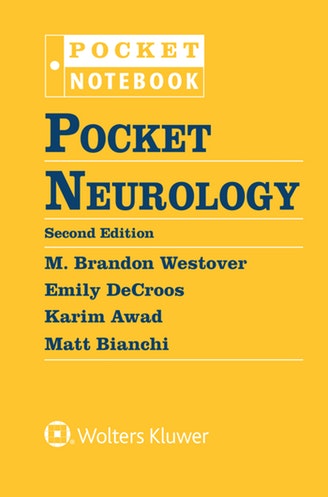 POCKET
NOTEBOOK
POCKET
NEUROLOGY
Second Edition
M. Brandon Westover
Emily DeCroos
Karim Awad
Matt Bianchi
Wolters Kluwer